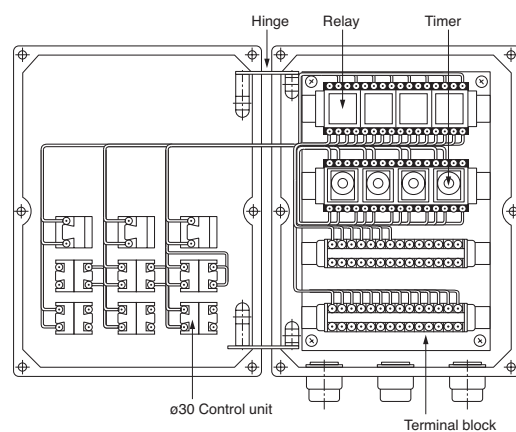 Hinge
Relay
Timer
ø30 Control unit
Terminal block